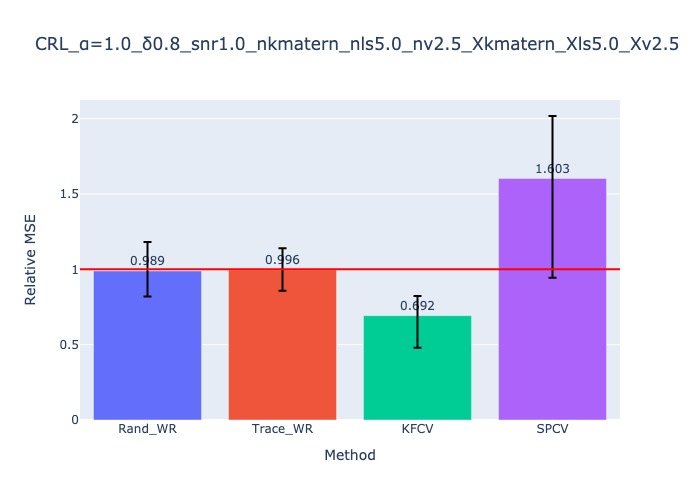 CRL_α=1.0_δ0.8_snr1.0_nkmatern_nls5.0_nv2.5_Xkmatern_Xls5.0_Xv2.5
Relative MSE
2
1.5
1
0.5
0
0.989
0.996
0.692
1.603
Rand_WR
Trace_WR
KFCV
SPCV
Method